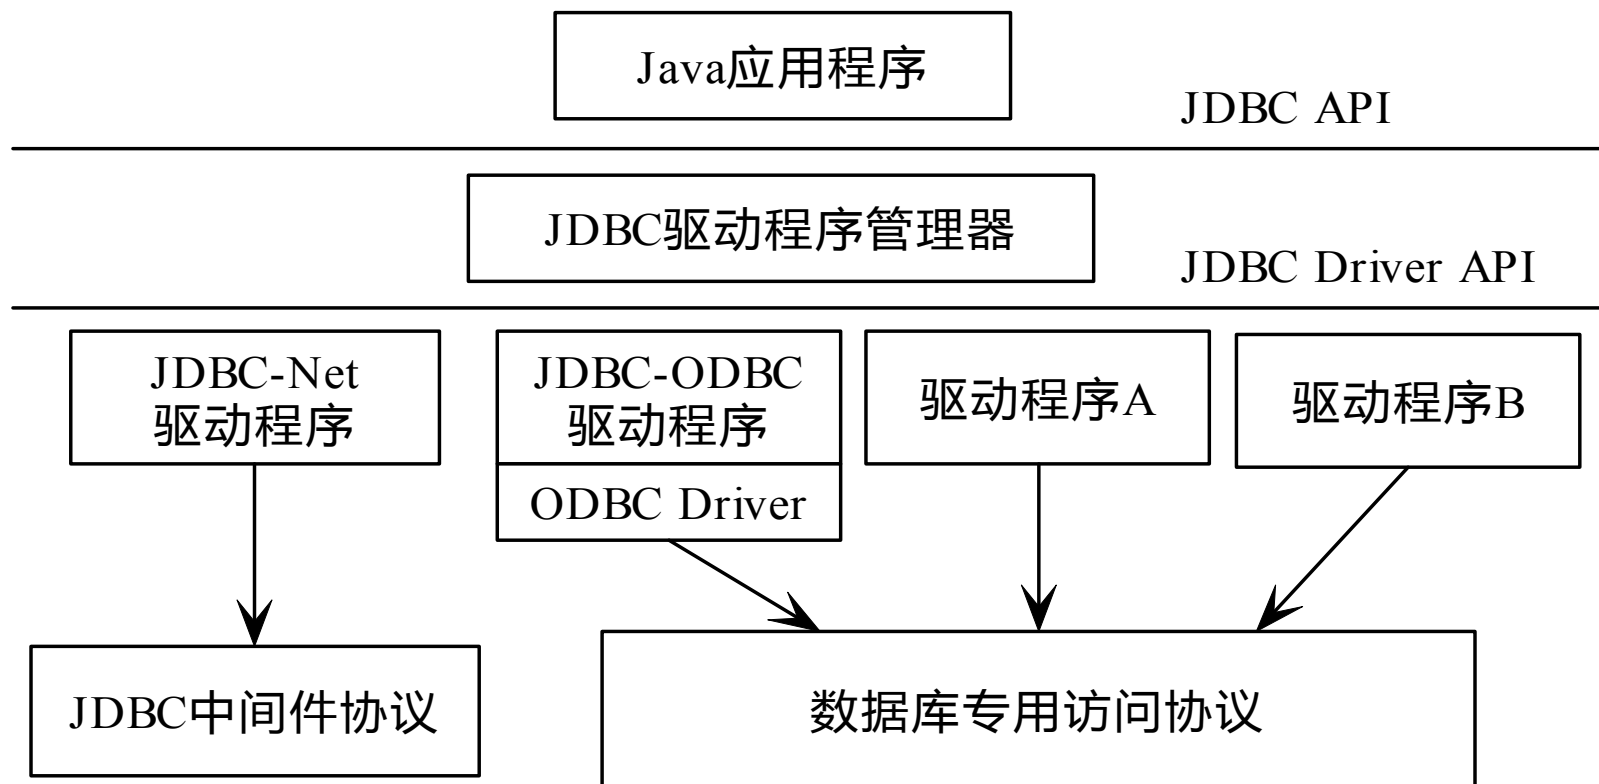 Java应用程序
JDBC API
JDBC驱动程序管理器
JDBC Driver API
JDBC-Net
驱动程序
JDBC-ODBC
驱动程序
ODBC Driver
驱动程序A
驱动程序B
JDBC中间件协议
数据库专用访问协议